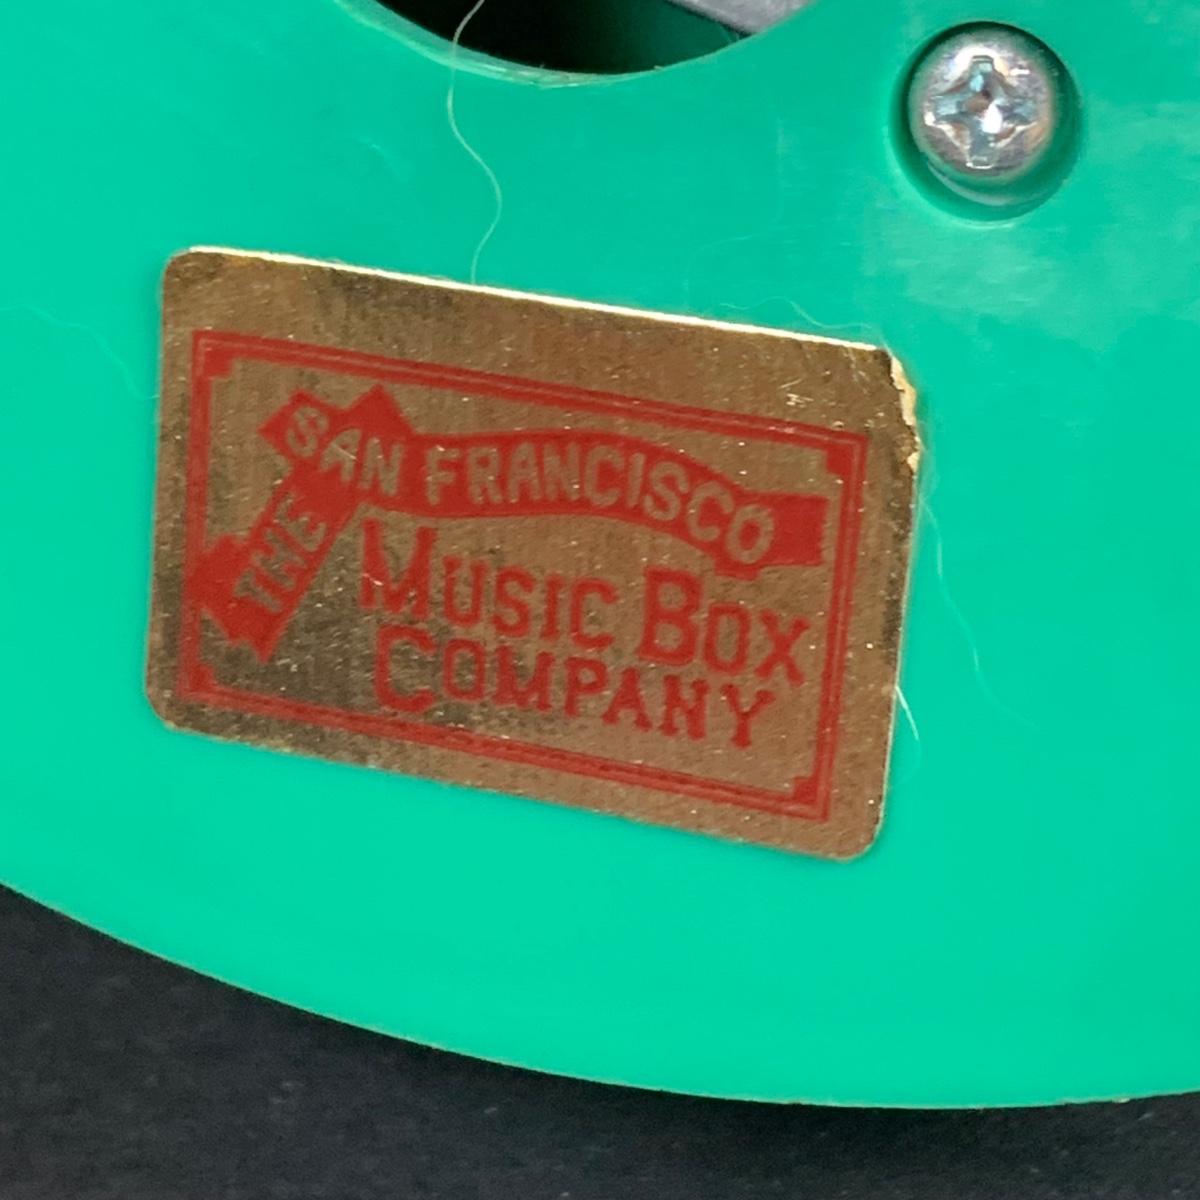 THE
SAN FRANCISCO
MUSIC BOX
COMPANY